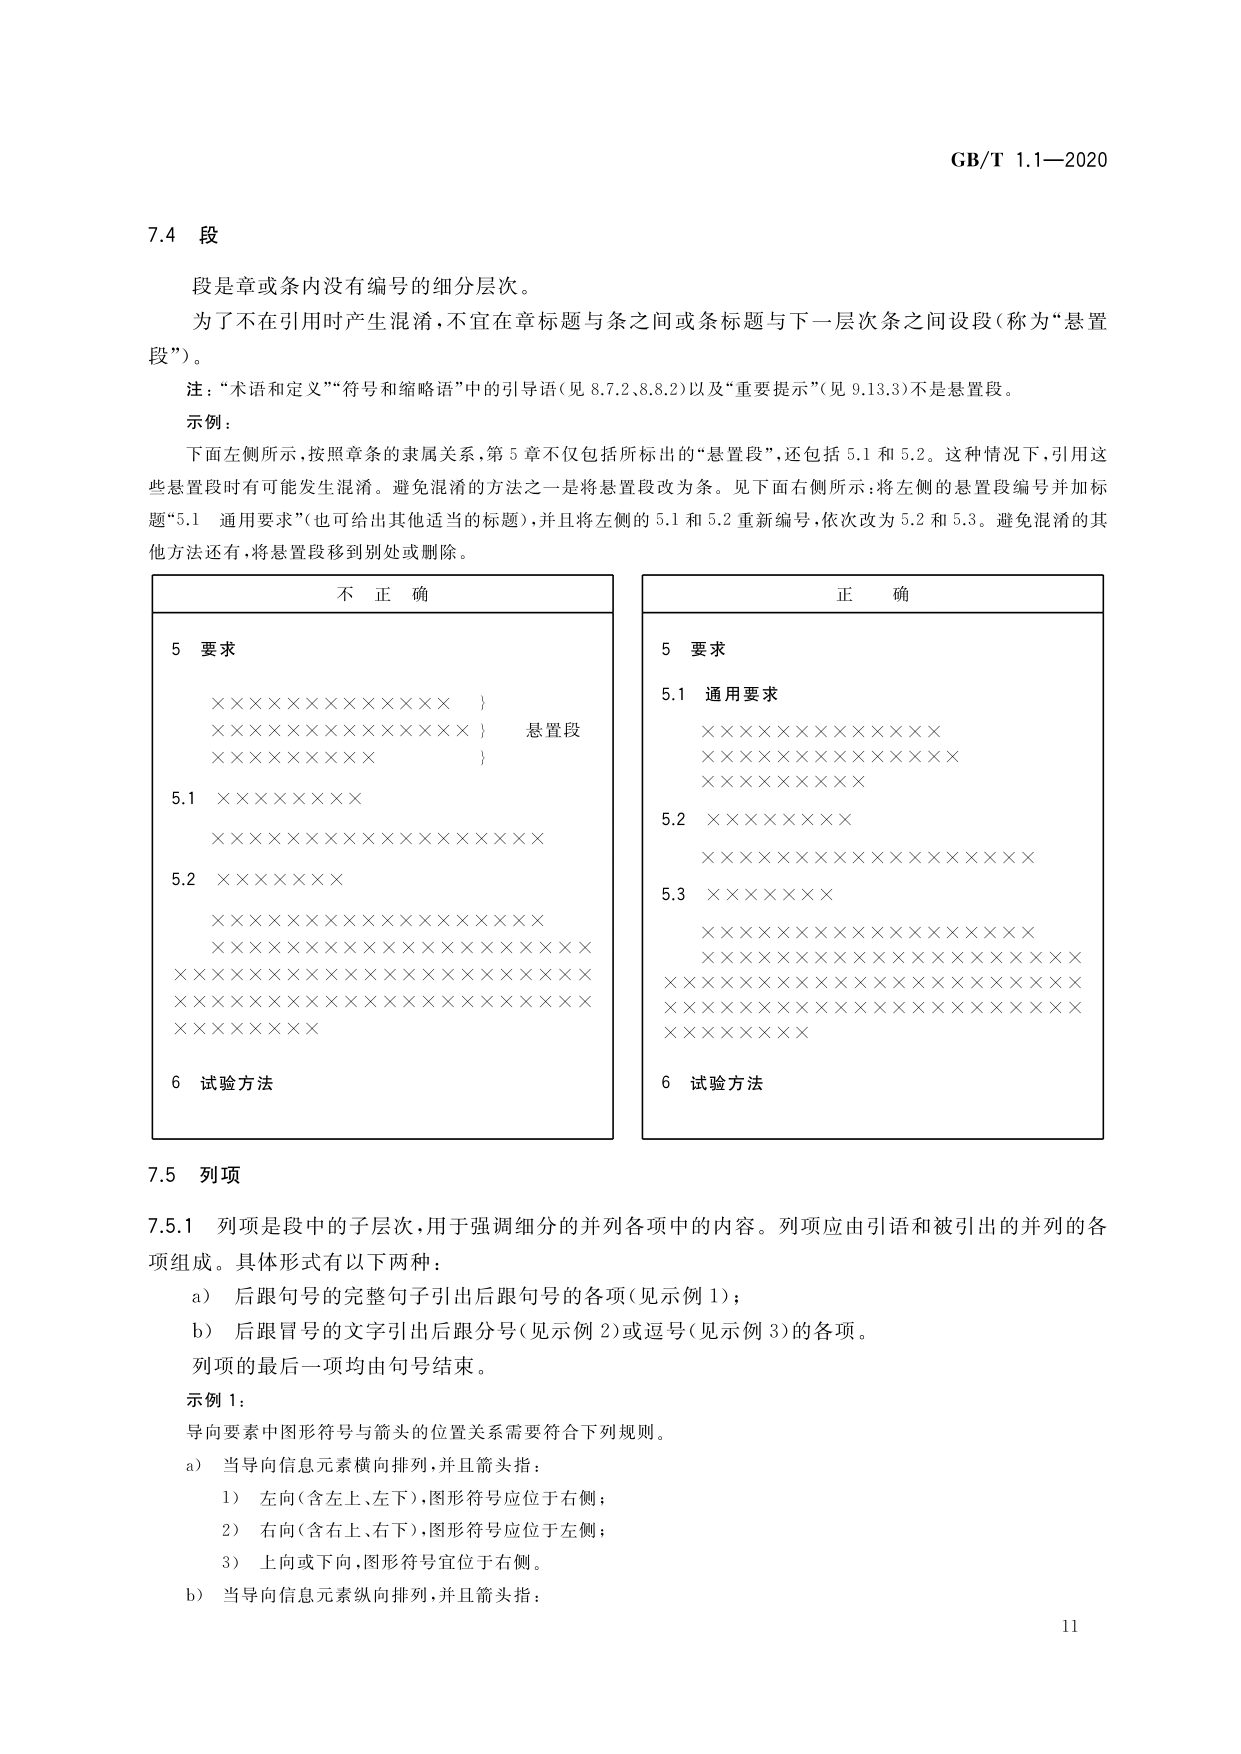 GB/T 1.1—2020
7.4 段
段是章或条内没有编号的细分层次。
为了不在引用时产生混淆,不宜在章标题与条之间或条标题与下一层次条之间设段(称为“悬置
段”)。
注:“术语和定义”“符号和缩略语”中的引导语(见 8.7.2、8.8.2)以及“重要提示”(见 9.13.3)不是悬置段。
示例:
下面左侧所示,按照章条的隶属关系,第 5 章不仅包括所标出的“悬置段”,还包括 5.1 和 5.2。这种情况下,引用这
些悬置段时有可能发生混淆。避免混淆的方法之一是将悬置段改为条。见下面右侧所示:将左侧的悬置段编号并加标
题“5.1 通用要求”(也可给出其他适当的标题),并且将左侧的 5.1 和 5.2 重新编号,依次改为 5.2 和 5.3。避免混淆的其
他方法还有,将悬置段移到别处或删除。
不 正 确
5 要求
××××××××××××× }
×××××××××××××× } 悬置段
××××××××× }
5.1 ××××××××
××××××××××××××××××
5.2 ×××××××
××××××××××××××××××
××××××××××××××××××××
××××××××××××××××××××××
××××××××××××××××××××××
××××××××
6 试验方法
正 确
5 要求
5.1 通用要求
×××××××××××××
××××××××××××××
×××××××××
5.2 ××××××××
××××××××××××××××××
5.3 ×××××××
××××××××××××××××××
××××××××××××××××××××
××××××××××××××××××××××
××××××××××××××××××××××
××××××××
6 试验方法
7.5 列项
7.5.1 列项是段中的子层次,用于强调细分的并列各项中的内容。列项应由引语和被引出的并列的各
项组成。具体形式有以下两种:
a) 后跟句号的完整句子引出后跟句号的各项(见示例 1);
b) 后跟冒号的文字引出后跟分号(见示例 2)或逗号(见示例 3)的各项。
列项的最后一项均由句号结束。
示例 1:
导向要素中图形符号与箭头的位置关系需要符合下列规则。
a) 当导向信息元素横向排列,并且箭头指:
1) 左向(含左上、左下),图形符号应位于右侧;
2) 右向(含右上、右下),图形符号应位于左侧;
3) 上向或下向,图形符号宜位于右侧。
b) 当导向信息元素纵向排列,并且箭头指:
11